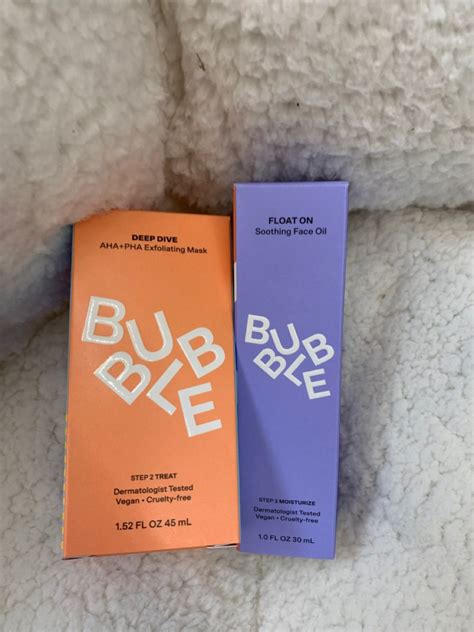 DEEP DIVE
AHA+PHA Exfoliating Mask
BUBBLE
STEP 2 TREAT
Dermatologist Tested
Vegan • Cruelty-free
1.52 FL OZ 45 mL
FLOAT ON
Soothing Face Oil
BUBBLE
STEP 3 MOISTURIZE
Dermatologist Tested
Vegan • Cruelty-free
1.0 FL OZ 30 mL